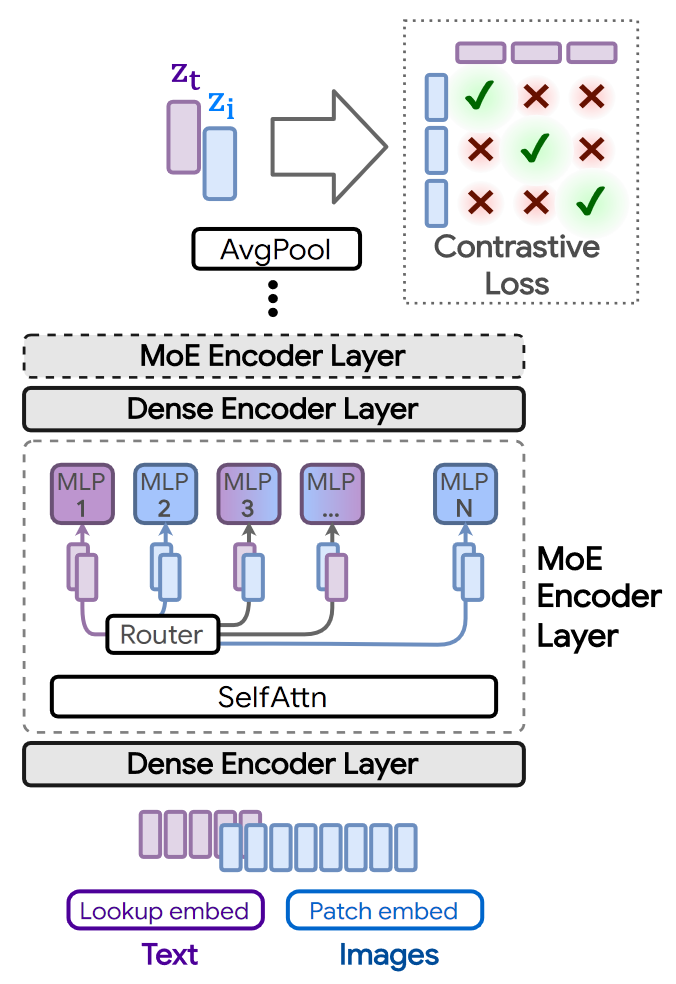 z_t
z_i
Contrastive
Loss
AvgPool
MoE Encoder Layer
Dense Encoder Layer
MLP
1
MLP
2
MLP
3
MLP
...
MLP
N
Router
SelfAttn
MoE
Encoder
Layer
Dense Encoder Layer
Lookup embed
Patch embed
Text
Images